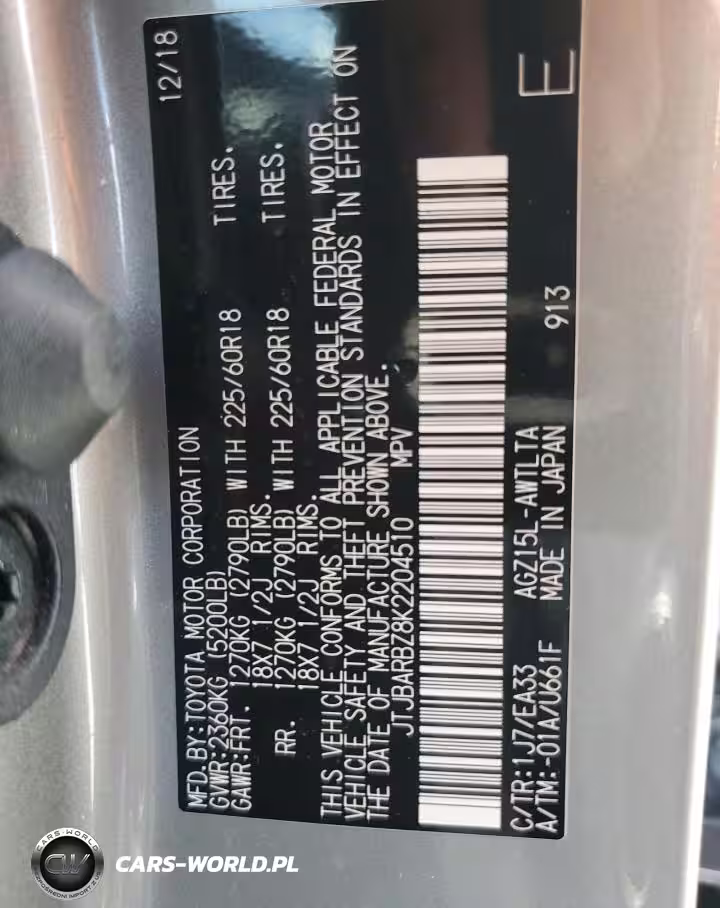 12/18
MFD.BY:TOYOTA MOTOR CORPORATION
GVWR:2360KG (5200LB)
GAWR:FRT. 1270KG (2790LB) WITH 225/60R18 TIRES.
18X7 1/2J RIMS.
RR. 1270KG (2790LB) WITH 225/60R18 TIRES.
18X7 1/2J RIMS.
THIS VEHICLE CONFORMS TO ALL APPLICABLE FEDERAL MOTOR
VEHICLE SAFETY AND THEFT PREVENTION STANDARDS IN EFFECT ON
THE DATE OF MANUFACTURE SHOWN ABOVE.
JTJBARBZ8K2204510 MPV
C/TR:1J7/EA33 AGZ15L-AWTLTA
A/TM:-01A/U661F MADE IN JAPAN 913
E
CARS-WORLD
CW
CARS-WORLD.PL